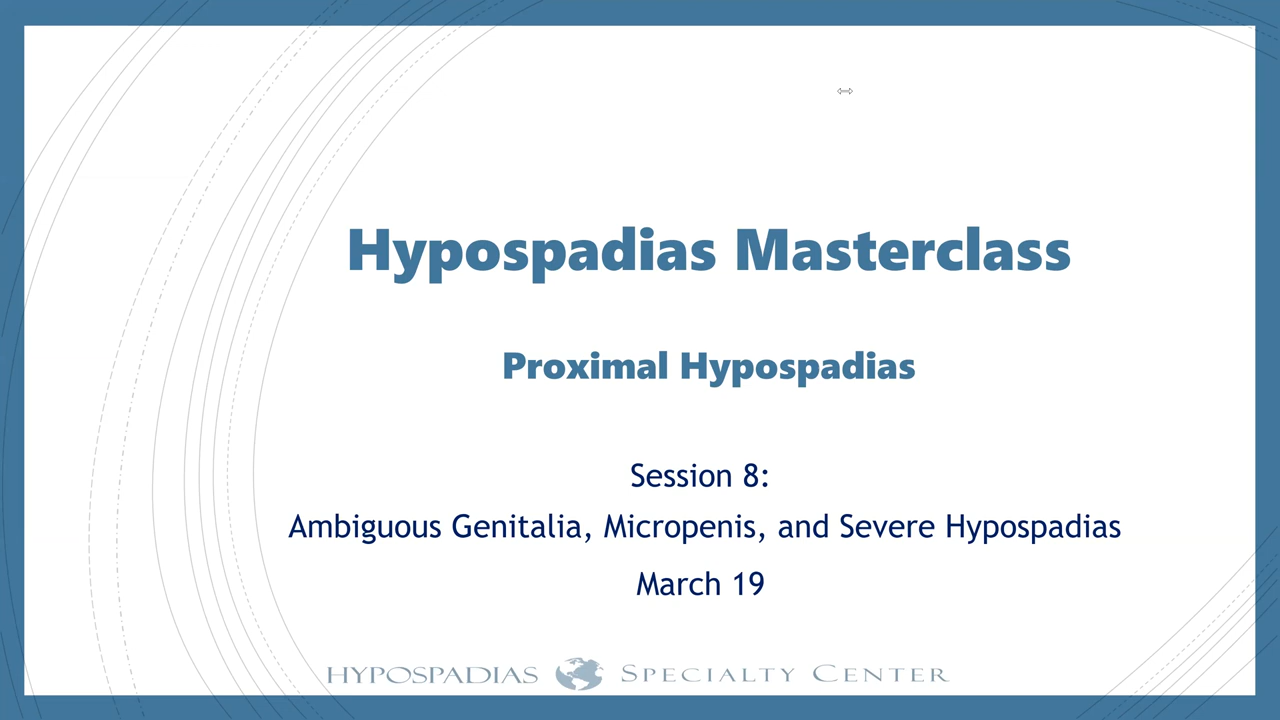 Hypospadias Masterclass
Proximal Hypospadias
Session 8:
Ambiguous Genitalia, Micropenis, and Severe Hypospadias
March 19
HYPOSPADIAS SPECIALTY CENTER